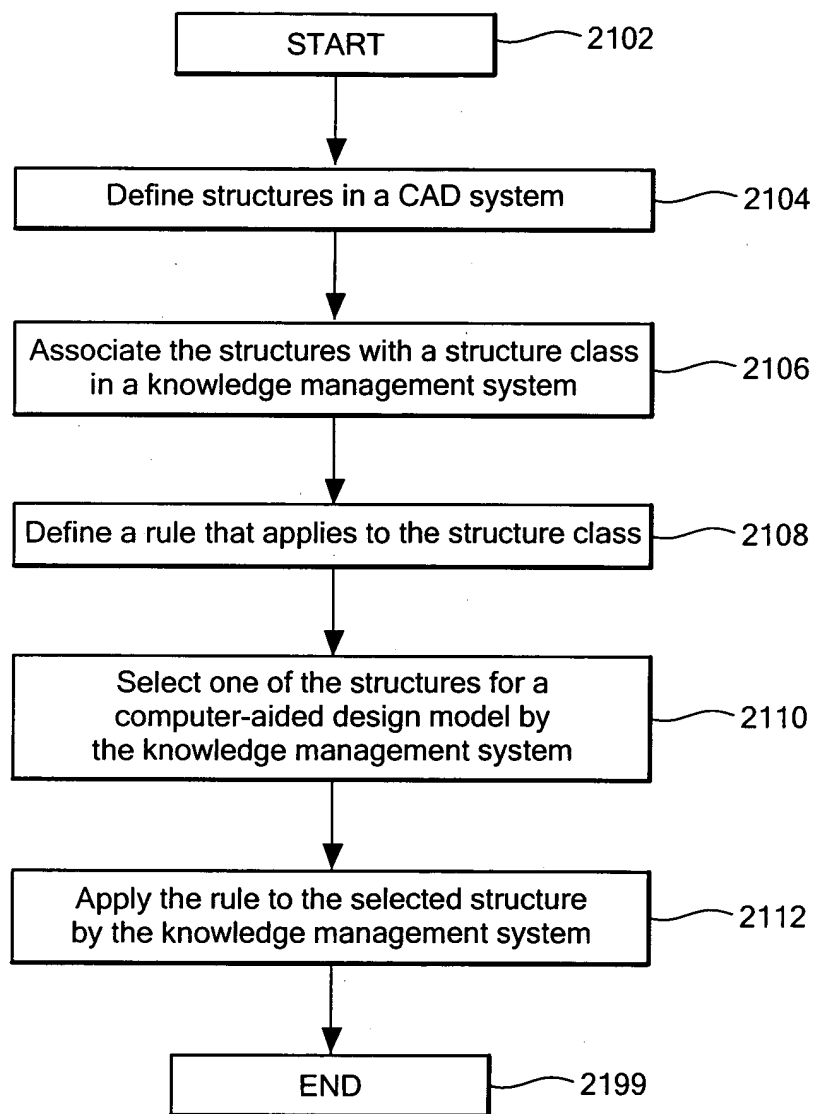 START
2102
Define structures in a CAD system
2104
Associate the structures with a structure class
in a knowledge management system
2106
Define a rule that applies to the structure class
2108
Select one of the structures for a
computer-aided design model by
the knowledge management system
2110
Apply the rule to the selected structure
by the knowledge management system
2112
END
2199